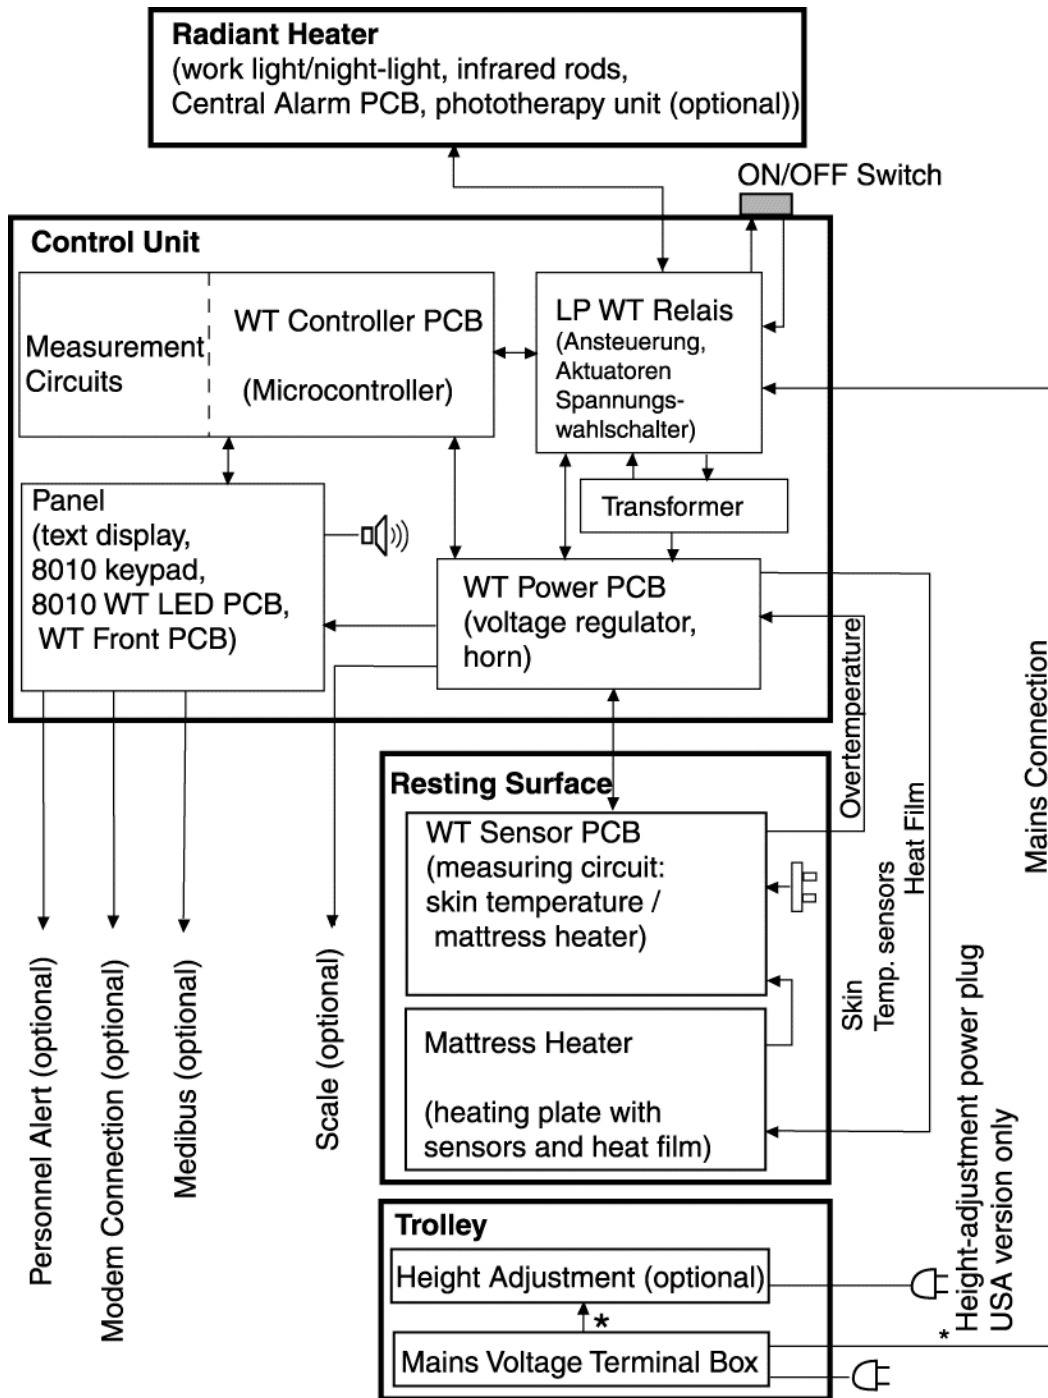 Radiant Heater
(work light/night-light, infrared rods,
Central Alarm PCB, phototherapy unit (optional))
ON/OFF Switch
Control Unit
Measurement
Circuits
WT Controller PCB
(Microcontroller)
LP WT Relais
(Ansteuerung,
Aktuatoren
Spannungs-
wahlschalter)
Transformer
Panel
(text display,
8010 keypad,
8010 WT LED PCB,
WT Front PCB)
WT Power PCB
(voltage regulator,
horn)
Overtemperature
Heat Film
Mains Connection
Resting Surface
WT Sensor PCB
(measuring circuit:
skin temperature /
mattress heater)
Skin
Temp. sensors
Mattress Heater
(heating plate with
sensors and heat film)
Personnel Alert (optional)
Modem Connection (optional)
Medibus (optional)
Scale (optional)
Trolley
Height Adjustment (optional)
*
Mains Voltage Terminal Box
* Height-adjustment power plug
USA version only